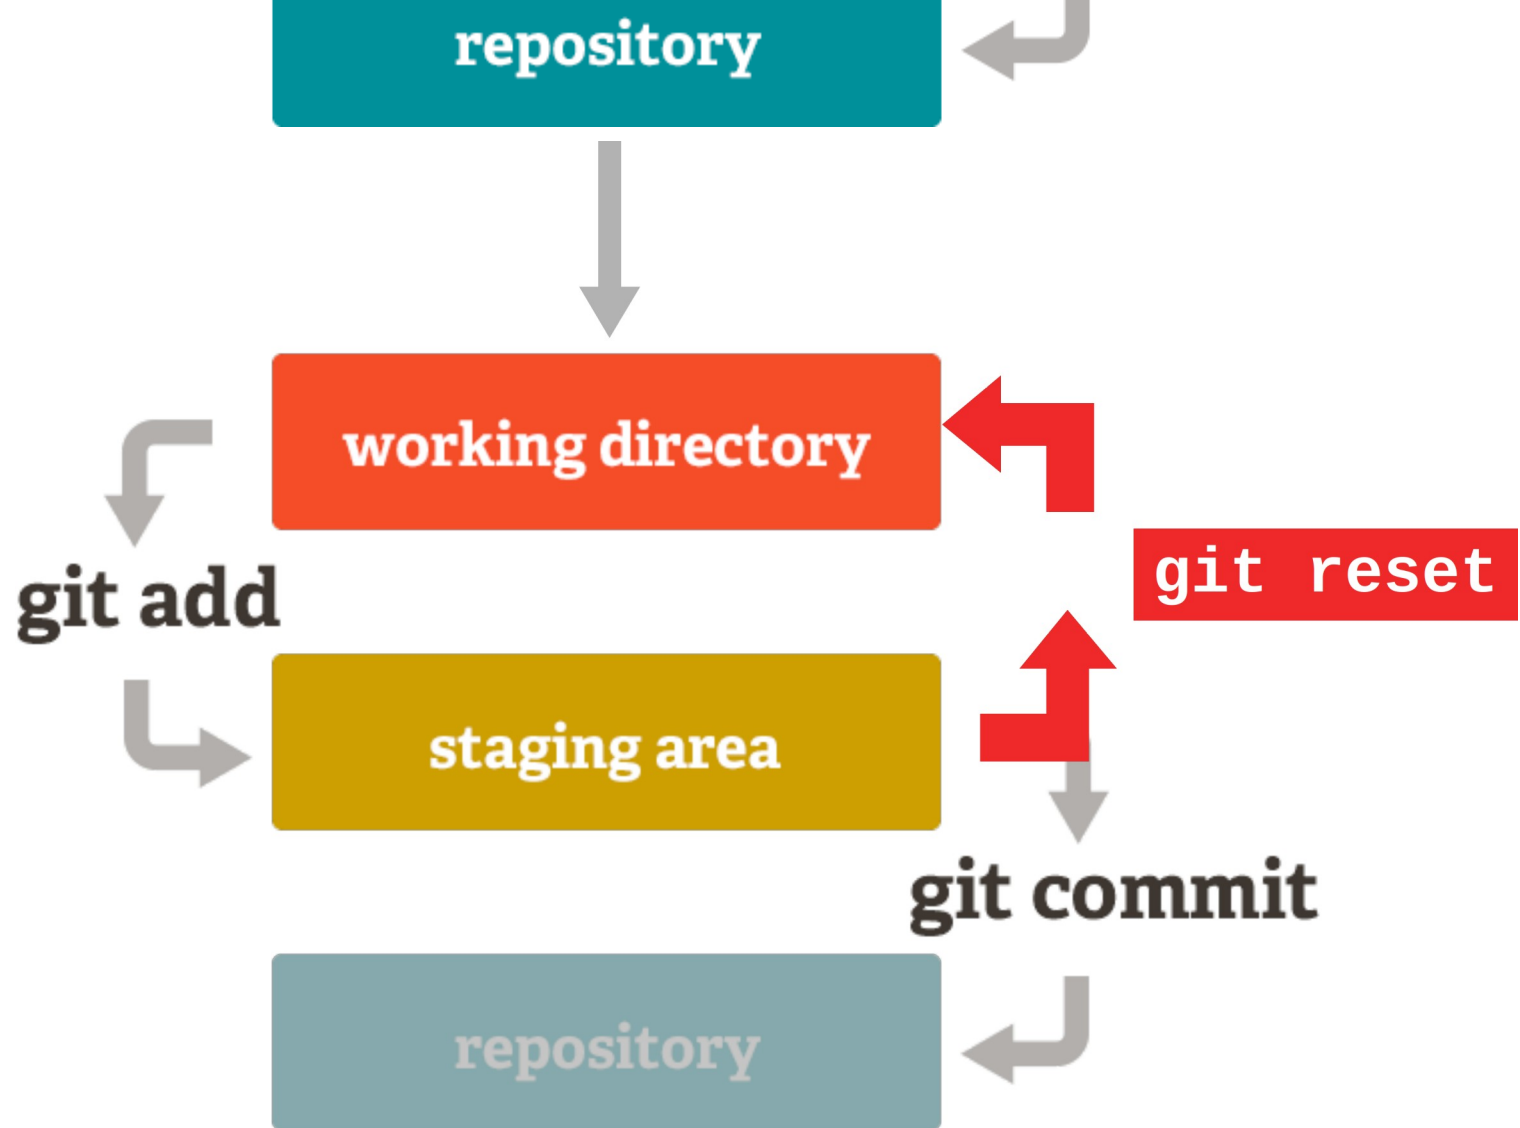 repository
working directory
git reset
git add
staging area
git commit
repository